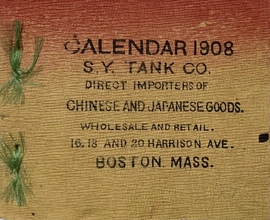 CALENDAR 1908
S.Y. TANK CO.
DIRECT IMPORTERS OF
CHINESE AND JAPANESE GOODS.
WHOLESALE AND RETAIL.
16, 18 AND 20 HARRISON AVE.
BOSTON. MASS.